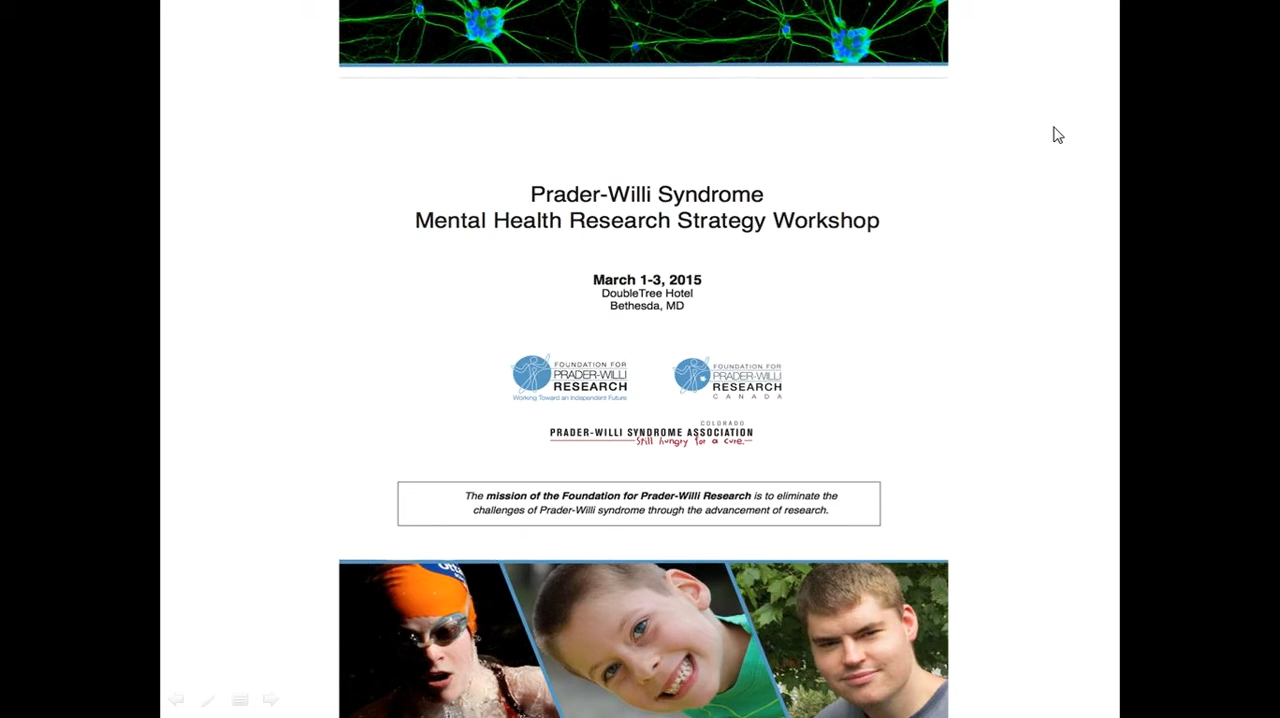 Prader-Willi Syndrome
Mental Health Research Strategy Workshop
March 1-3, 2015
DoubleTree Hotel
Bethesda, MD
FOUNDATION FOR
PRADER-WILLI
RESEARCH
Working Toward an Independent Future
FOUNDATION FOR
PRADER-WILLI
RESEARCH
CANADA
COLORADO
PRADER-WILLI SYNDROME ASSOCIATION
Still hungry for a cure.
The mission of the Foundation for Prader-Willi Research is to eliminate the
challenges of Prader-Willi syndrome through the advancement of research.